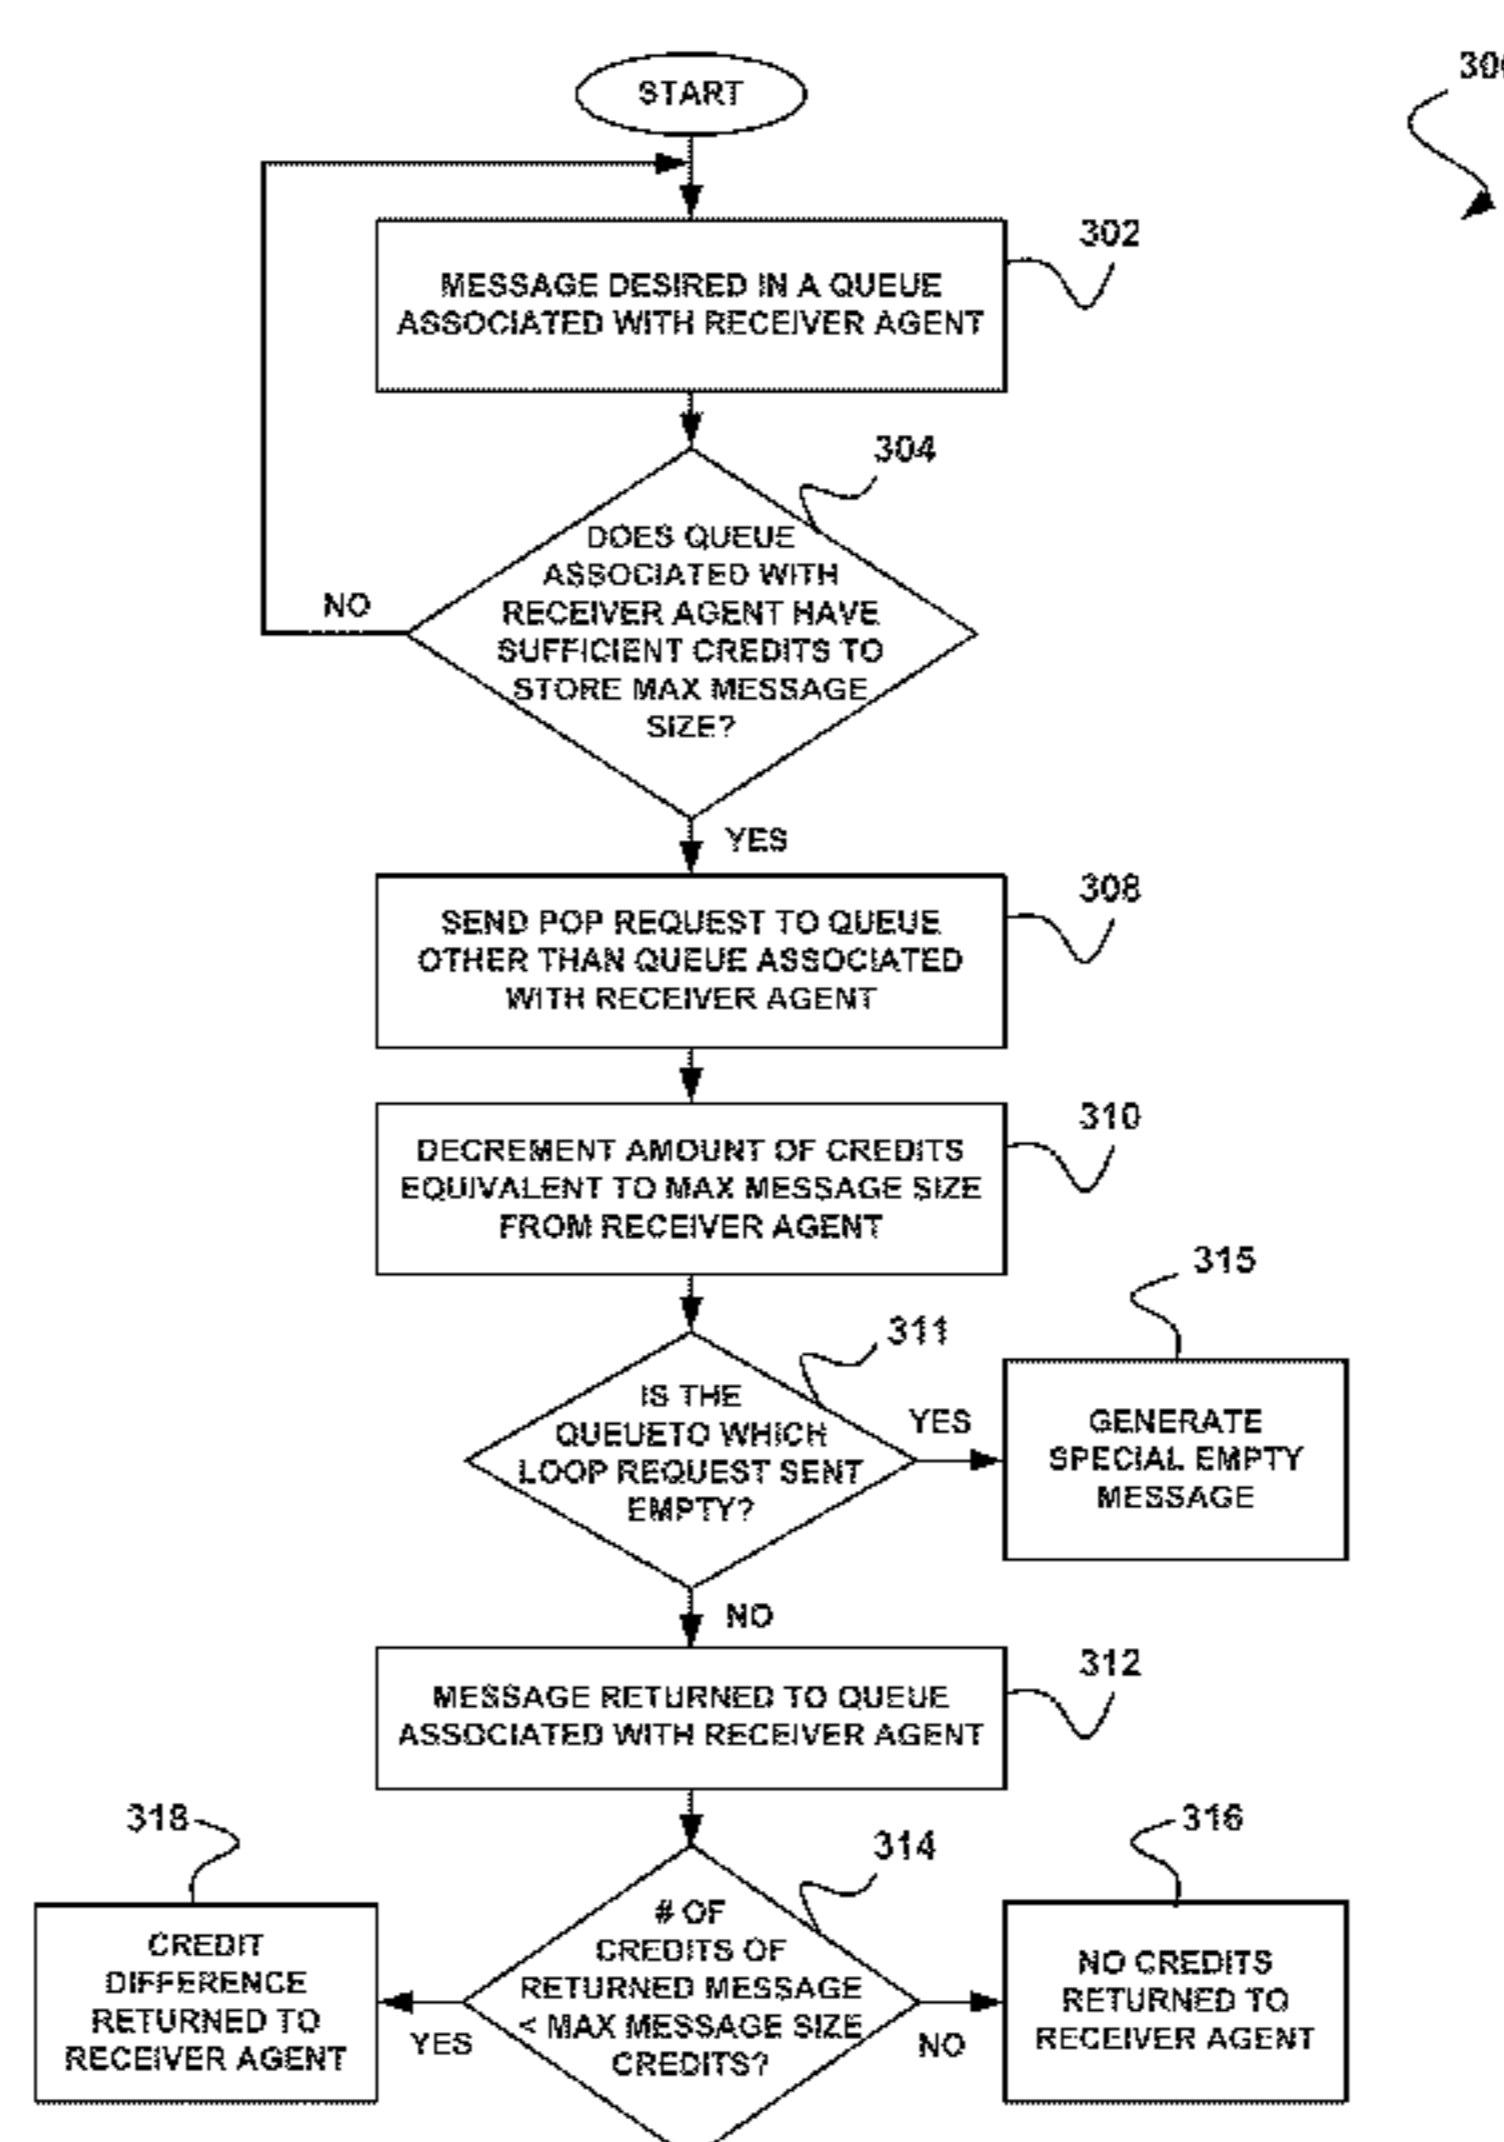 START
300
302
MESSAGE DESIRED IN A QUEUE
ASSOCIATED WITH RECEIVER AGENT
304
DOES QUEUE
ASSOCIATED WITH
RECEIVER AGENT HAVE
SUFFICIENT CREDITS TO
STORE MAX MESSAGE
SIZE?
NO
YES
308
SEND POP REQUEST TO QUEUE
OTHER THAN QUEUE ASSOCIATED
WITH RECEIVER AGENT
310
DECREMENT AMOUNT OF CREDITS
EQUIVALENT TO MAX MESSAGE SIZE
FROM RECEIVER AGENT
315
311
IS THE
QUEUETO WHICH
LOOP REQUEST SENT
EMPTY?
YES
GENERATE
SPECIAL EMPTY
MESSAGE
NO
312
MESSAGE RETURNED TO QUEUE
ASSOCIATED WITH RECEIVER AGENT
318
314
316
# OF
CREDITS OF
RETURNED MESSAGE
< MAX MESSAGE SIZE
CREDITS?
CREDIT
DIFFERENCE
RETURNED TO
RECEIVER AGENT
YES
NO
NO CREDITS
RETURNED TO
RECEIVER AGENT